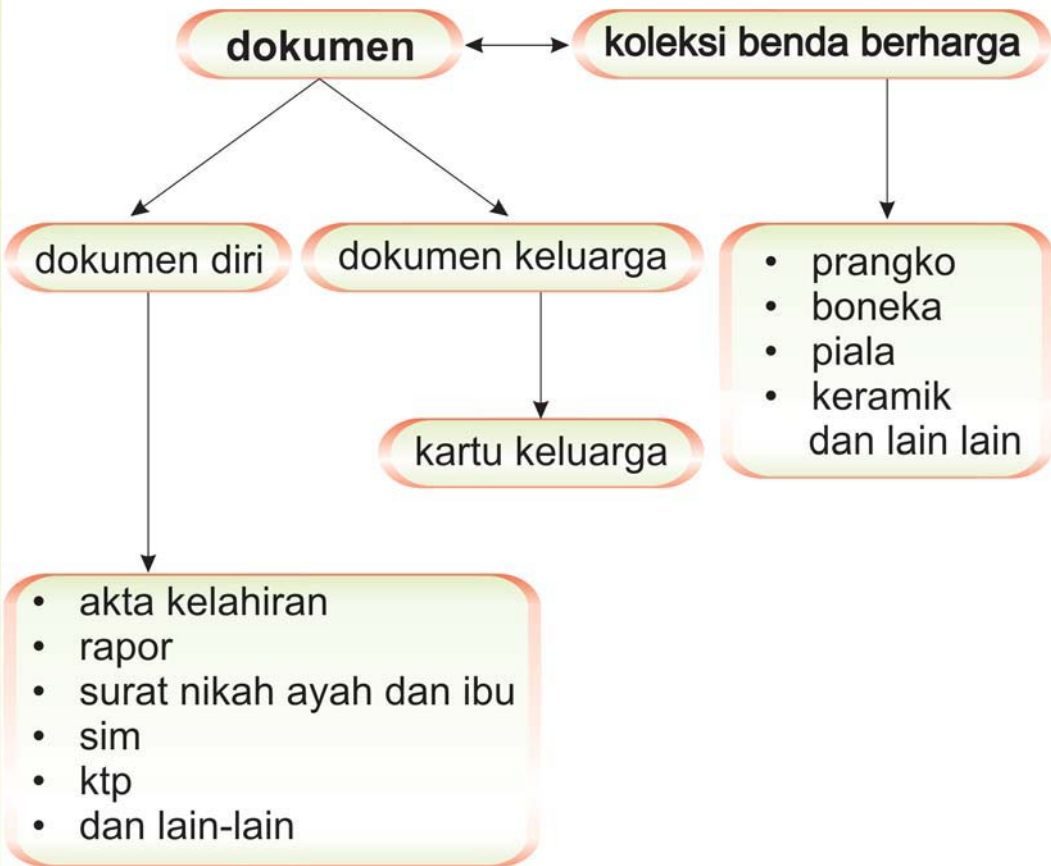 dokumen
koleksi benda berharga
dokumen diri
dokumen keluarga
• prangko
• boneka
• piala
• keramik
dan lain lain
kartu keluarga
• akta kelahiran
• rapor
• surat nikah ayah dan ibu
• sim
• ktp
• dan lain-lain